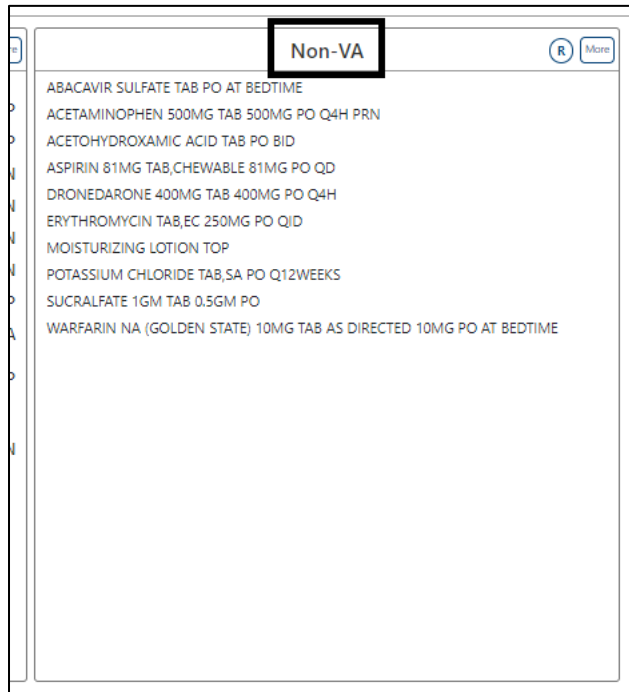 Non-VA
R
More
ABACAVIR SULFATE TAB PO AT BEDTIME
ACETAMINOPHEN 500MG TAB 500MG PO Q4H PRN
ACETOHYDROXAMIC ACID TAB PO BID
ASPIRIN 81MG TAB,CHEWABLE 81MG PO QD
DRONEDARONE 400MG TAB 400MG PO Q4H
ERYTHROMYCIN TAB,EC 250MG PO QID
MOISTURIZING LOTION TOP
POTASSIUM CHLORIDE TAB,SA PO Q12WEEKS
SUCRALFATE 1GM TAB 0.5GM PO
WARFARIN NA (GOLDEN STATE) 10MG TAB AS DIRECTED 10MG PO AT BEDTIME